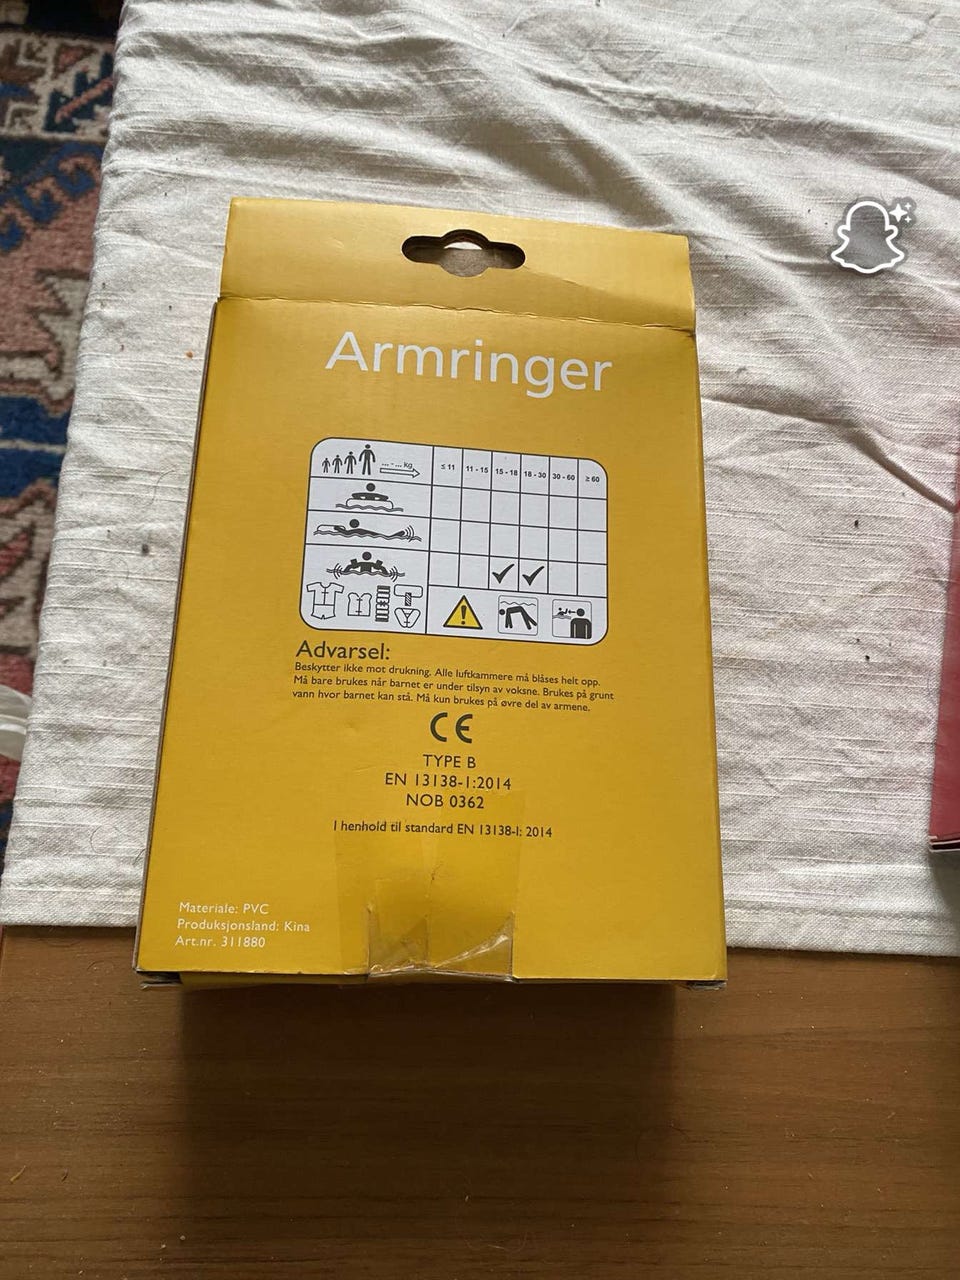 Armringer
... - ... kg
≤ 11 11 - 15 15 - 18 18 - 30 30 - 60 ≥ 60
Advarsel:
Beskytter ikke mot drukning. Alle luftkammere må blåses helt opp.
Må bare brukes når barnet er under tilsyn av voksne. Brukes på grunt
vann hvor barnet kan stå. Må kun brukes på øvre del av armene.
CE
TYPE B
EN 13138-1:2014
NOB 0362
I henhold til standard EN 13138-1: 2014
Materiale: PVC
Produksjonsland: Kina
Art.nr. 311880